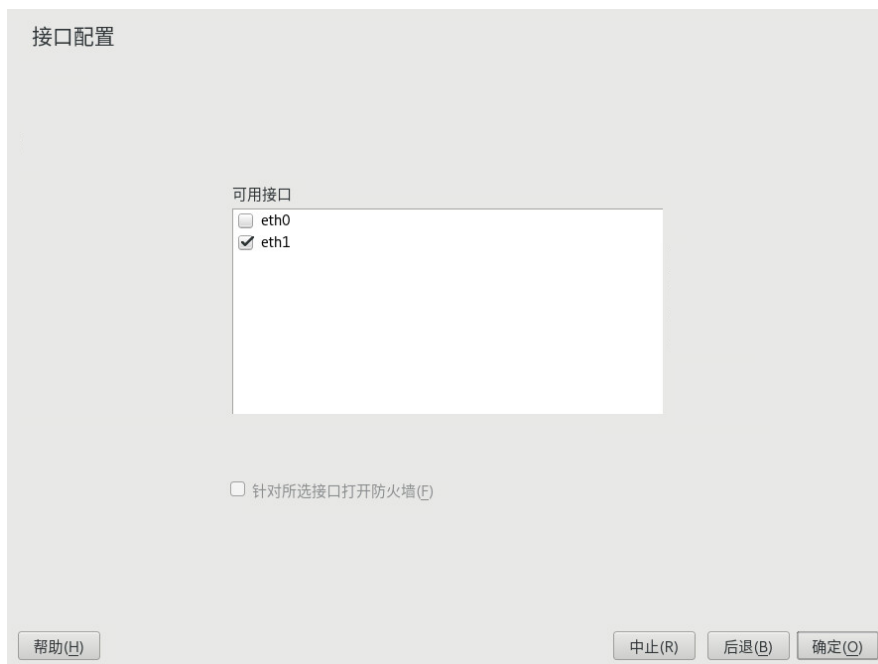 接口配置
可用接口
eth0
eth1
针对所选接口打开防火墙(F)
帮助(H)
中止(R)
后退(B)
确定(O)